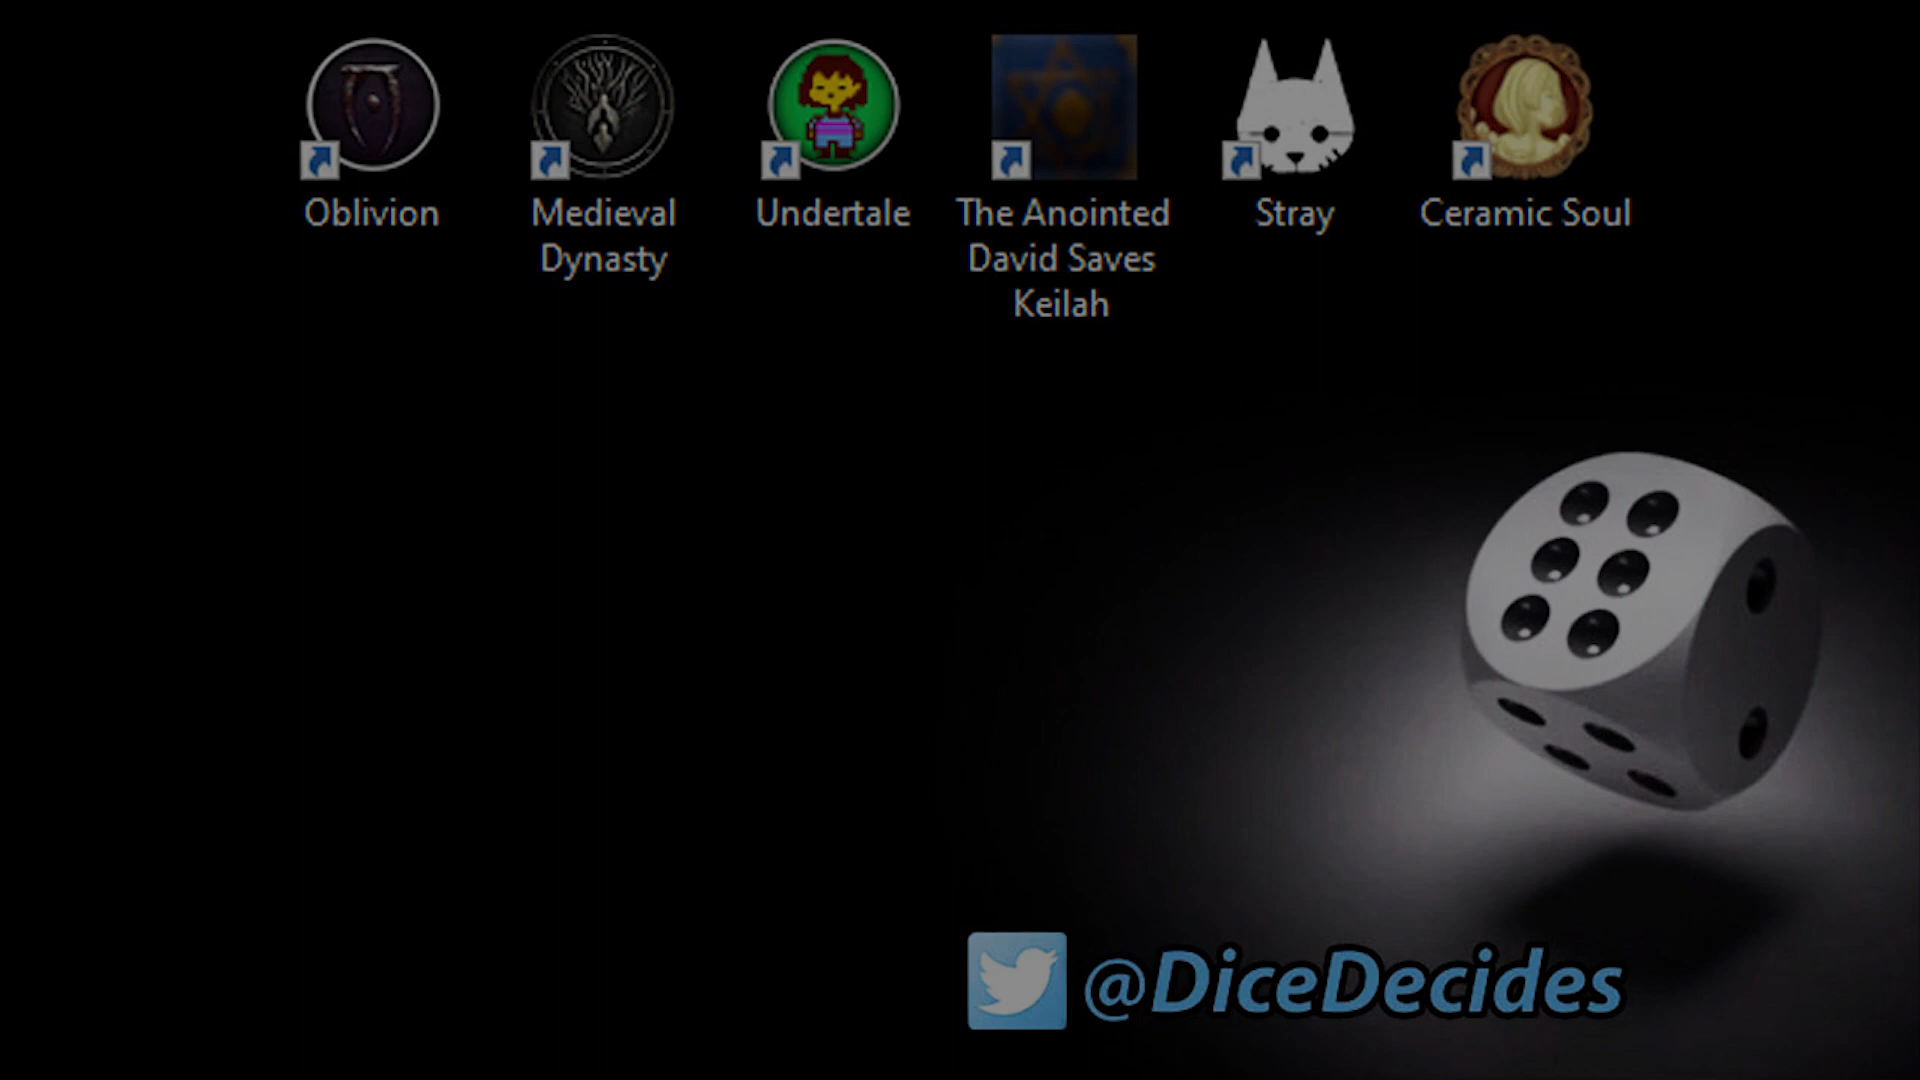 Oblivion
Medieval
Dynasty
Undertale
The Anointed
David Saves
Keilah
Stray
Ceramic Soul
@DiceDecides